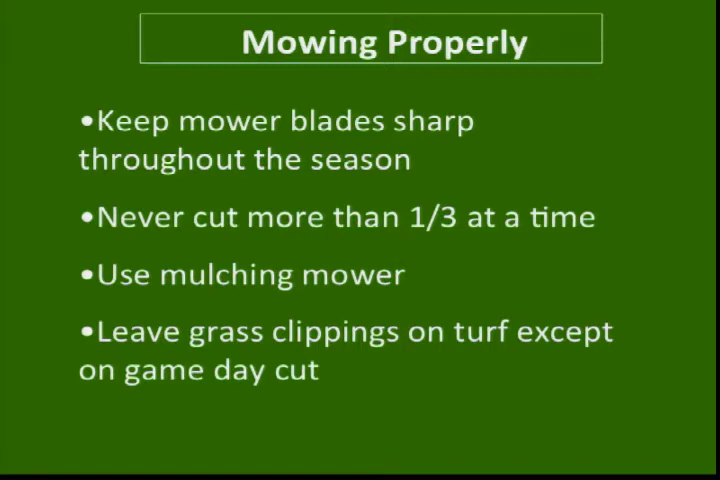 Mowing Properly
•Keep mower blades sharp
throughout the season
•Never cut more than 1/3 at a time
•Use mulching mower
•Leave grass clippings on turf except
on game day cut